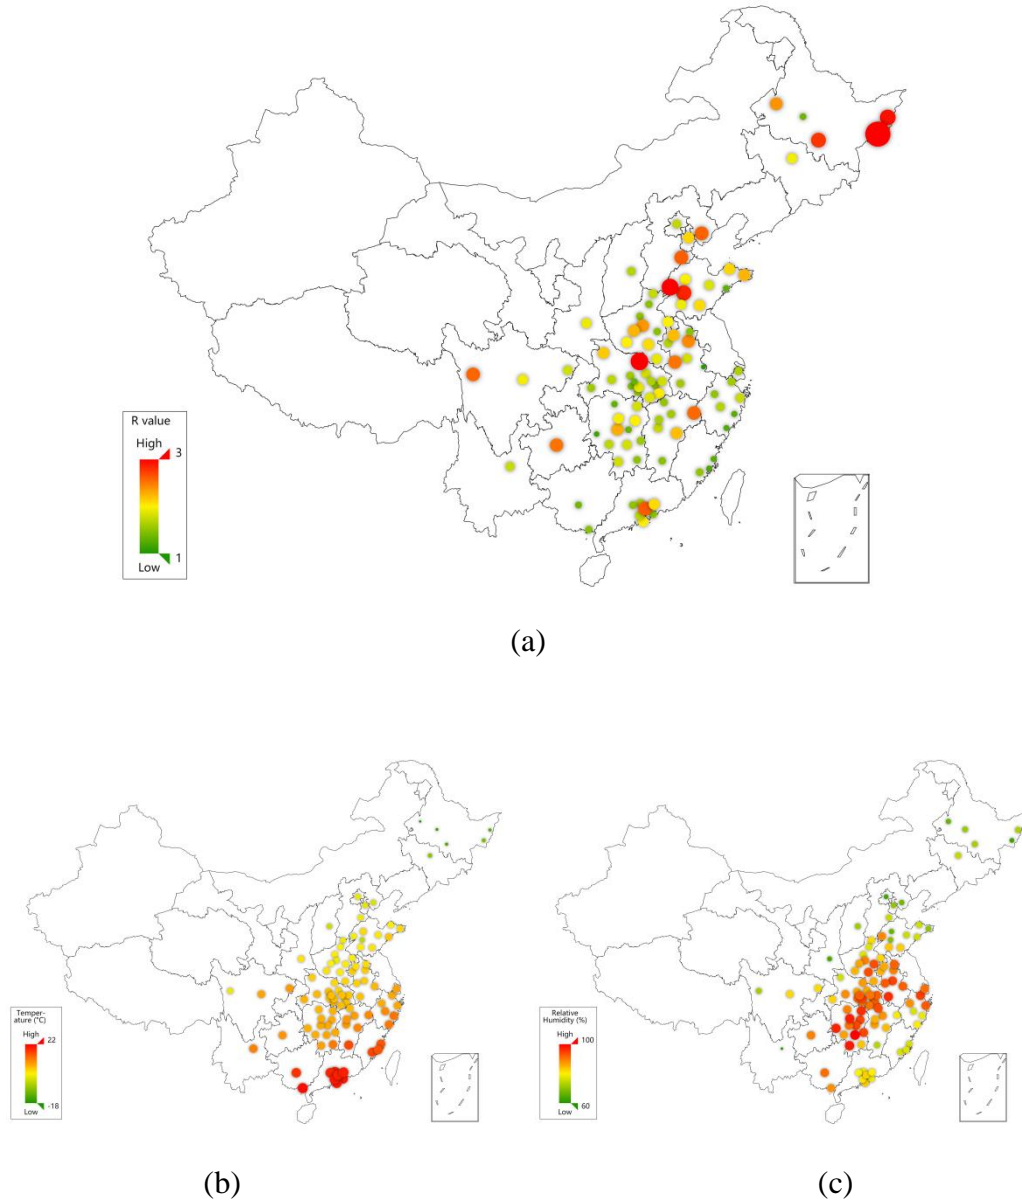 R value
High
3
1
Low
(a)
Temper-
ature (°C)
High
22
-18
Low
Relative
Humidity (%)
High
100
60
Low
(b)
(c)